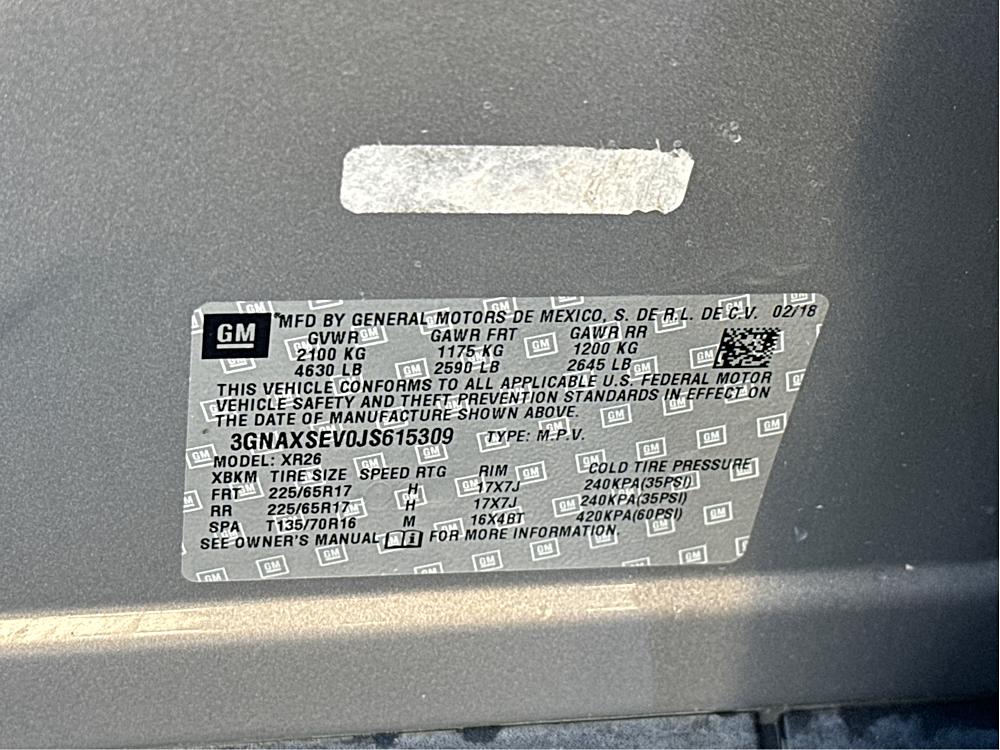 GM
MFD BY GENERAL MOTORS DE MEXICO, S. DE R.L. DE C.V. 02/18
GVWR GAWR FRT GAWR RR
2100 KG 1175 KG 1200 KG
4630 LB 2590 LB 2645 LB
THIS VEHICLE CONFORMS TO ALL APPLICABLE U.S. FEDERAL MOTOR
VEHICLE SAFETY AND THEFT PREVENTION STANDARDS IN EFFECT ON
THE DATE OF MANUFACTURE SHOWN ABOVE.
3GNAXSEV0JS615309 TYPE: M.P.V.
MODEL: XR26
XBKM TIRE SIZE SPEED RTG RIM COLD TIRE PRESSURE
FRT 225/65R17 H 17X7J 240KPA(35PSI)
RR 225/65R17 H 17X7J 240KPA(35PSI)
SPA T135/70R16 M 16X4BT 420KPA(60PSI)
SEE OWNER'S MANUAL i FOR MORE INFORMATION.